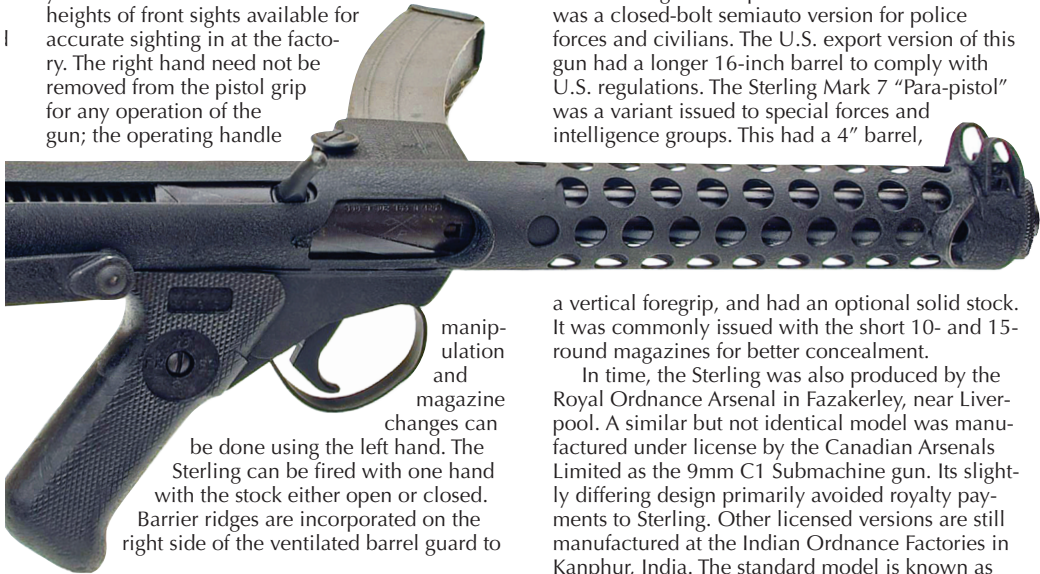 heights of front sights available for
accurate sighting in at the facto-
ry. The right hand need not be
removed from the pistol grip
for any operation of the
gun; the operating handle
manip-
ulation
and
magazine
changes can
be done using the left hand. The
Sterling can be fired with one hand
with the stock either open or closed.
Barrier ridges are incorporated on the
right side of the ventilated barrel guard to
was a closed-bolt semiauto version for police
forces and civilians. The U.S. export version of this
gun had a longer 16-inch barrel to comply with
U.S. regulations. The Sterling Mark 7 “Para-pistol”
was a variant issued to special forces and
intelligence groups. This had a 4” barrel,
a vertical foregrip, and had an optional solid stock.
It was commonly issued with the short 10- and 15-
round magazines for better concealment.
In time, the Sterling was also produced by the
Royal Ordnance Arsenal in Fazakerley, near Liver-
pool. A similar but not identical model was manu-
factured under license by the Canadian Arsenals
Limited as the 9mm C1 Submachine gun. Its slight-
ly differing design primarily avoided royalty pay-
ments to Sterling. Other licensed versions are still
manufactured at the Indian Ordnance Factories in
Kanphur, India. The standard model is known as